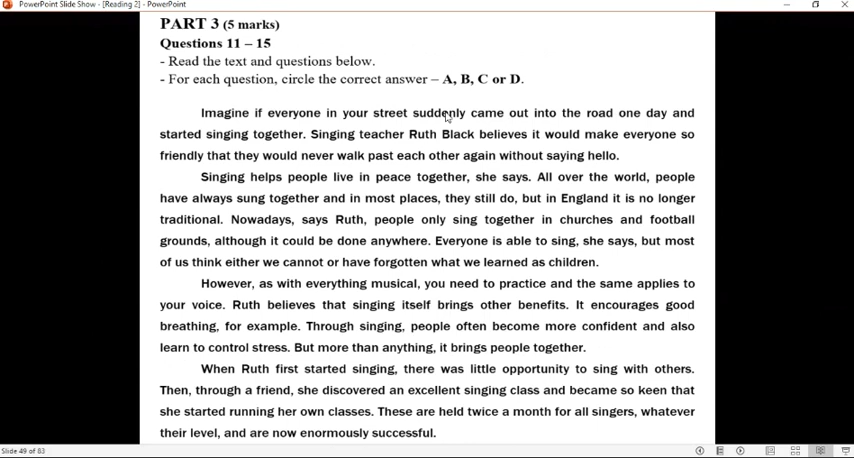 PowerPoint Slide Show - [Reading 2] - PowerPoint
PART 3 (5 marks)
Questions 11 – 15
- Read the text and questions below.
- For each question, circle the correct answer – A, B, C or D.
Imagine if everyone in your street suddenly came out into the road one day and
started singing together. Singing teacher Ruth Black believes it would make everyone so
friendly that they would never walk past each other again without saying hello.
Singing helps people live in peace together, she says. All over the world, people
have always sung together and in most places, they still do, but in England it is no longer
traditional. Nowadays, says Ruth, people only sing together in churches and football
grounds, although it could be done anywhere. Everyone is able to sing, she says, but most
of us think either we cannot or have forgotten what we learned as children.
However, as with everything musical, you need to practice and the same applies to
your voice. Ruth believes that singing itself brings other benefits. It encourages good
breathing, for example. Through singing, people often become more confident and also
learn to control stress. But more than anything, it brings people together.
When Ruth first started singing, there was little opportunity to sing with others.
Then, through a friend, she discovered an excellent singing class and became so keen that
she started running her own classes. These are held twice a month for all singers, whatever
their level, and are now enormously successful.
Slide 49 of 83